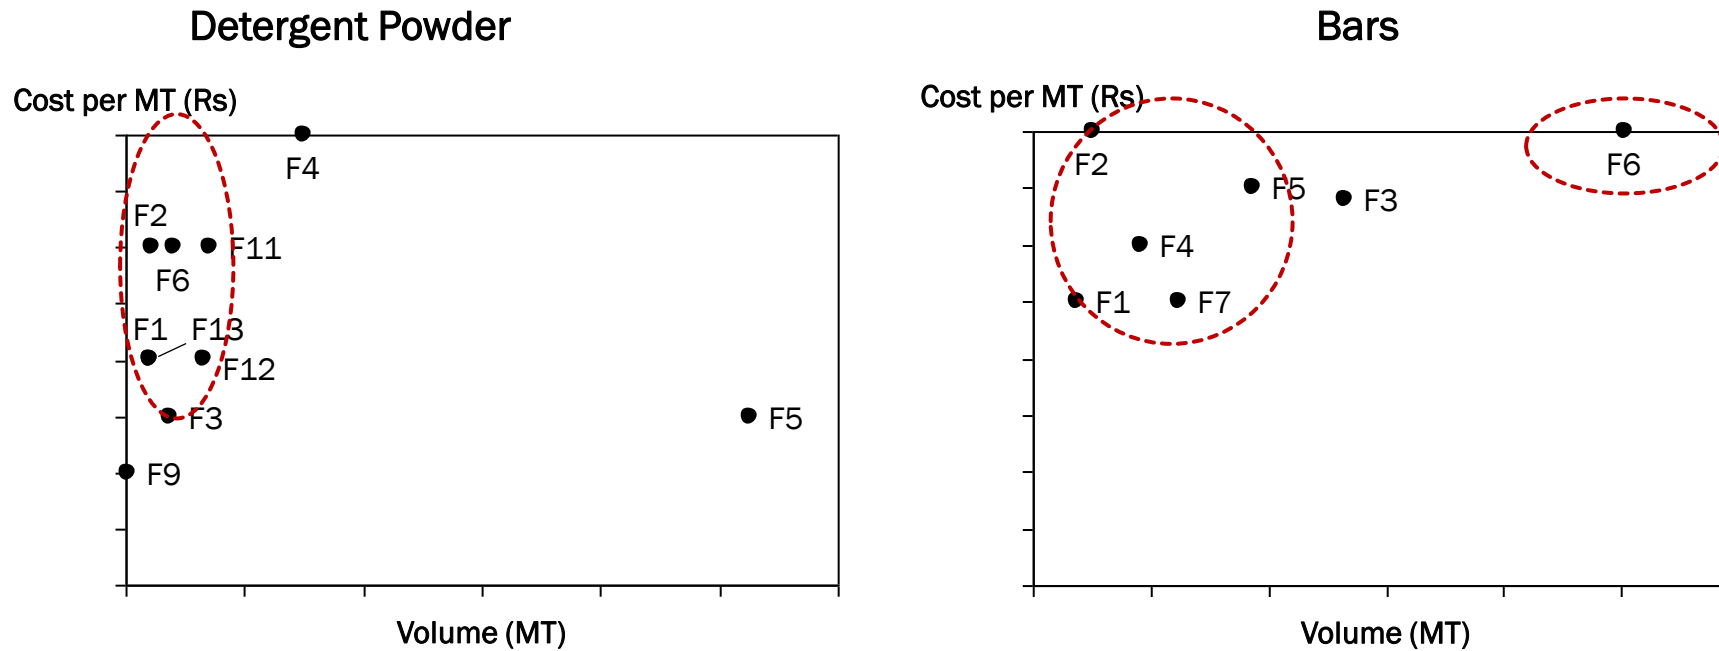 Detergent Powder
Cost per MT (Rs)
F4
F2
F11
F6
F1
F13
F12
F3
F5
F9
Volume (MT)
Bars
Cost per MT (Rs)
F2
F6
F5
F3
F4
F1
F7
Volume (MT)